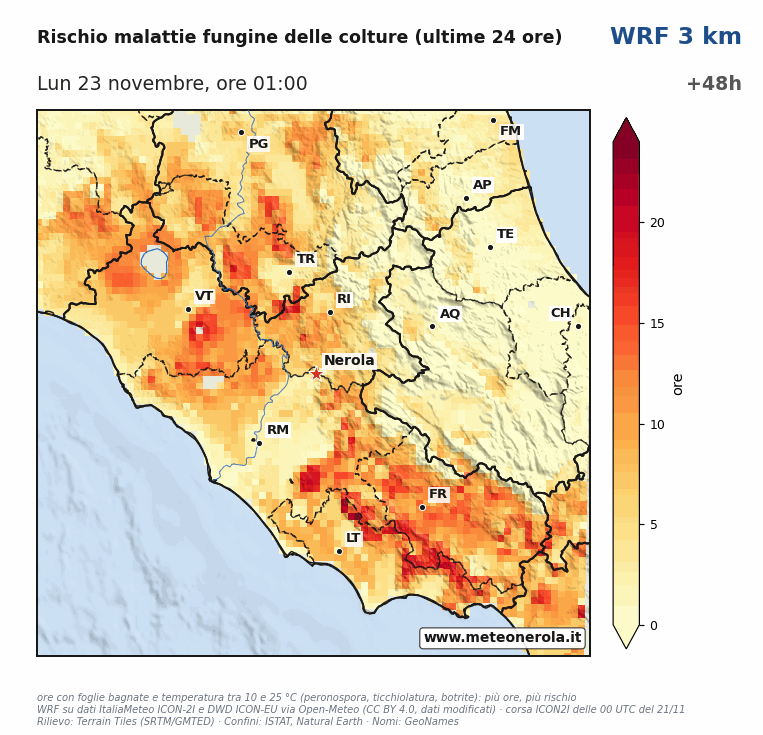 Rischio malattie fungine delle colture (ultime 24 ore)
WRF 3 km
Lun 23 novembre, ore 01:00
+48h
FM
PG
AP
TE
TR
VT
RI
AQ
CH
Nerola
RM
FR
LT
www.meteonerola.it
20
15
10
5
0
ore
ore con foglie bagnate e temperatura tra 10 e 25 °C (peronospora, ticchiolatura, botrite): più ore, più rischio
WRF su dati ItaliaMeteo ICON-2I e DWD ICON-EU via Open-Meteo (CC BY 4.0, dati modificati) · corsa ICON2I delle 00 UTC del 21/11
Rilievo: Terrain Tiles (SRTM/GMTED) · Confini: ISTAT, Natural Earth · Nomi: GeoNames